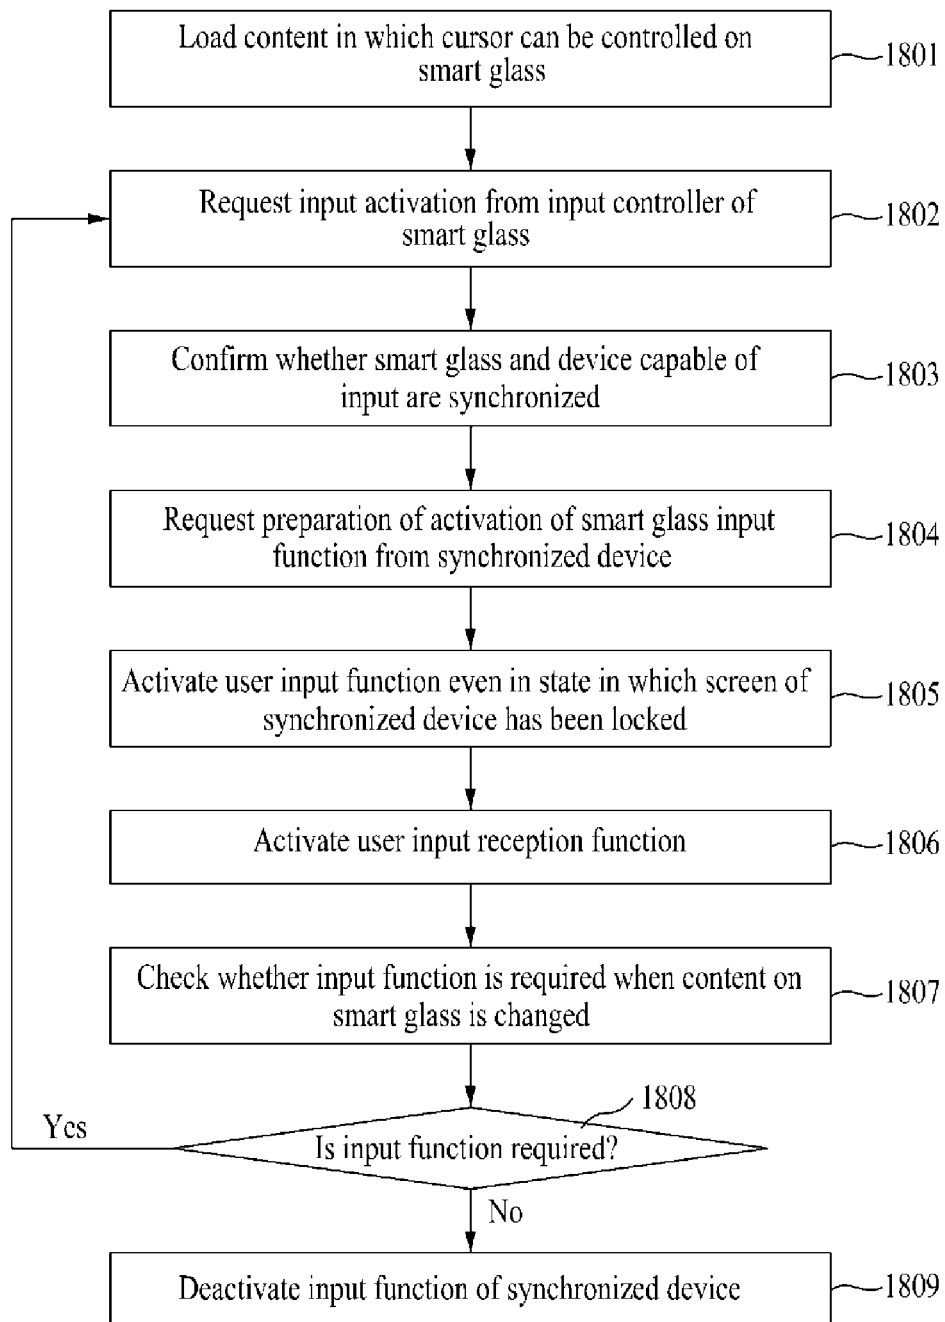 Load content in which cursor can be controlled on
smart glass
1801
Request input activation from input controller of
smart glass
1802
Confirm whether smart glass and device capable of
input are synchronized
1803
Request preparation of activation of smart glass input
function from synchronized device
1804
Activate user input function even in state in which screen of
synchronized device has been locked
1805
Activate user input reception function
1806
Check whether input function is required when content on
smart glass is changed
1807
1808
Yes
Is input function required?
No
Deactivate input function of synchronized device
1809